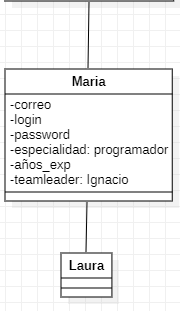 Maria
-correo
-login
-password
-especialidad: programador
-años_exp
-teamleader: Ignacio
Laura